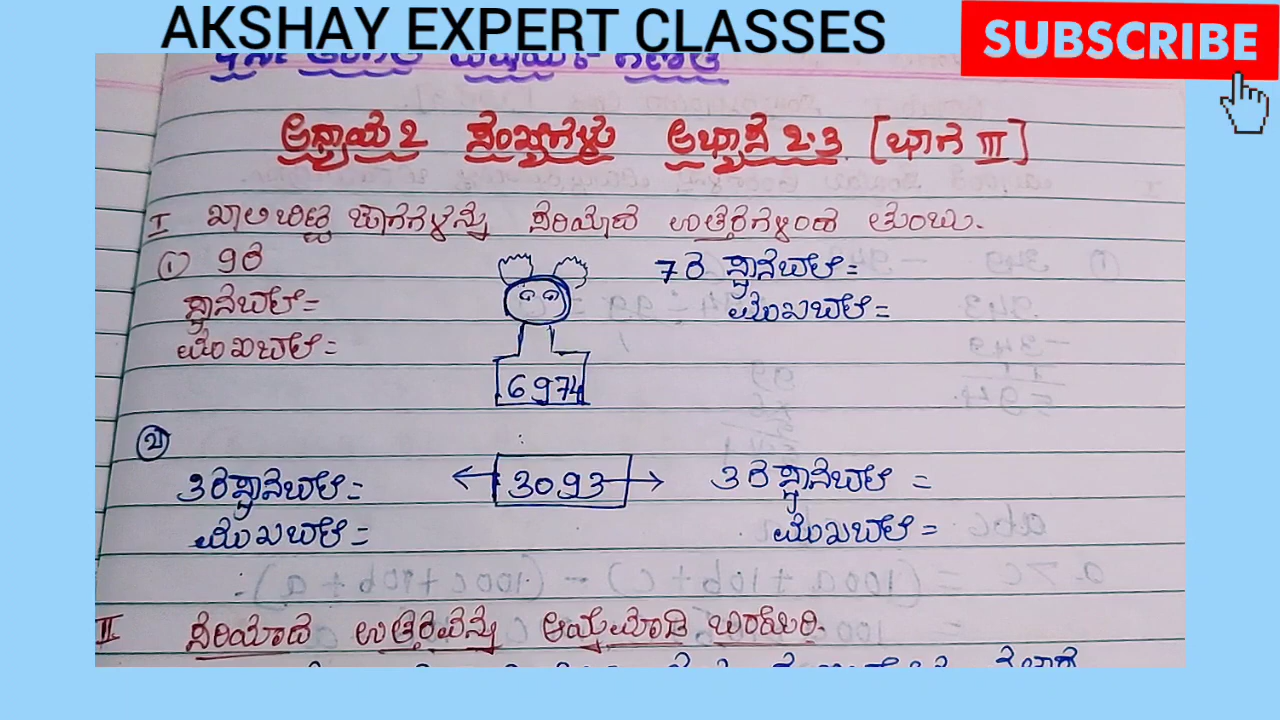 AKSHAY EXPERT CLASSES
SUBSCRIBE
ಅಧ್ಯಾಯ 2 ಸಂಖ್ಯೆಗಳು ಅಭ್ಯಾಸ 2.3 [ಭಾಗ III]
I ಖಾಲಿ ಬಿಟ್ಟ ಜಾಗಗಳನ್ನು ಸರಿಯಾದ ಉತ್ತರಗಳಿಂದ ತುಂಬು.
① 9ರ 7ರ ಸ್ಥಾನಬೆಲೆ=
ಸ್ಥಾನಬೆಲೆ= ಮುಖಬೆಲೆ=
ಮುಖಬೆಲೆ=
6974
②
3ರ ಸ್ಥಾನಬೆಲೆ= ← 3093 → 3ರ ಸ್ಥಾನಬೆಲೆ =
ಮುಖಬೆಲೆ= ಮುಖಬೆಲೆ=
II ಸರಿಯಾದ ಉತ್ತರವನ್ನು ಆಯ್ಕೆಮಾಡಿ ಬರೆಯಿರಿ.